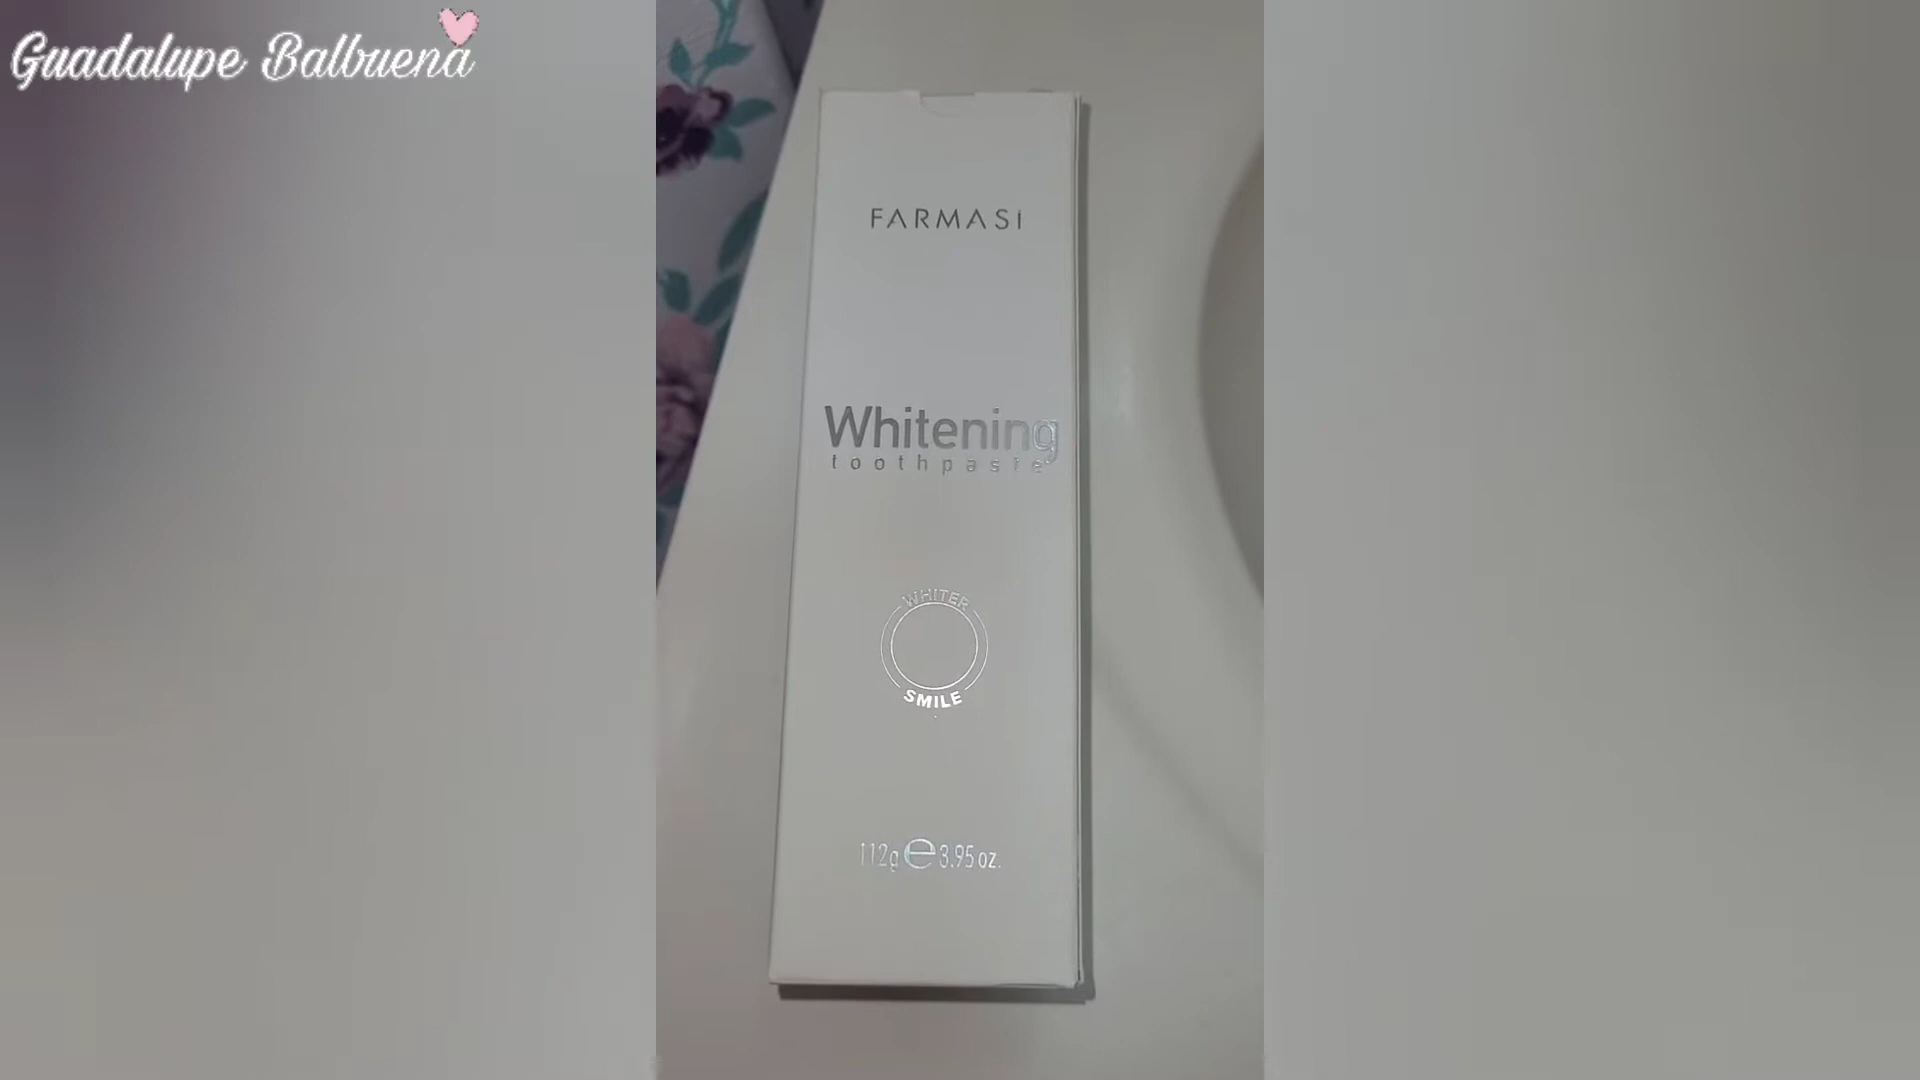 Guadalupe Balbuena
FARMASI
Whitening
toothpaste
WHITER
SMILE
112g e 3.95 oz.